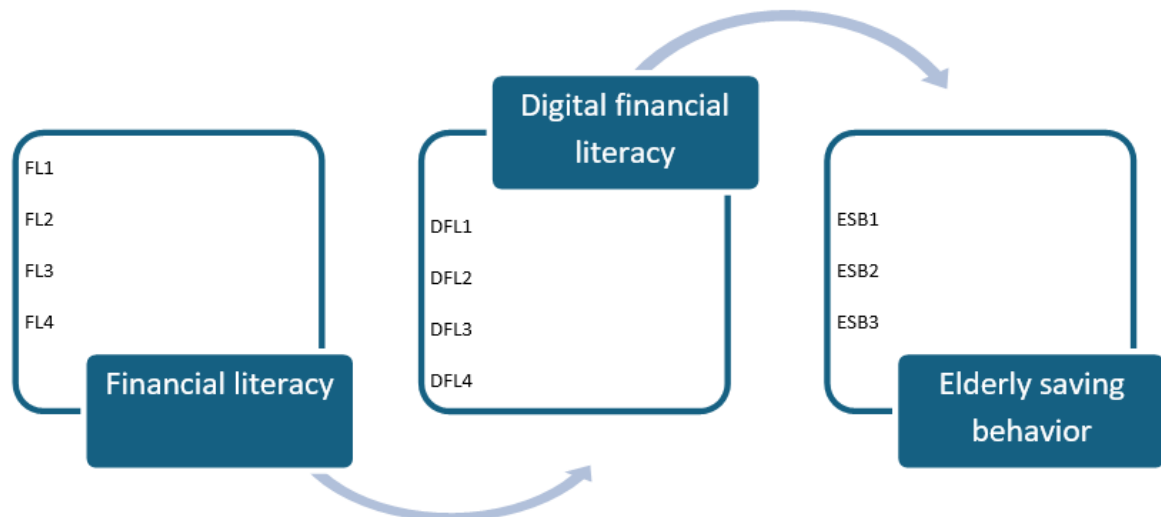 FL1
FL2
FL3
FL4
Financial literacy
Digital financial
literacy
DFL1
DFL2
DFL3
DFL4
ESB1
ESB2
ESB3
Elderly saving
behavior